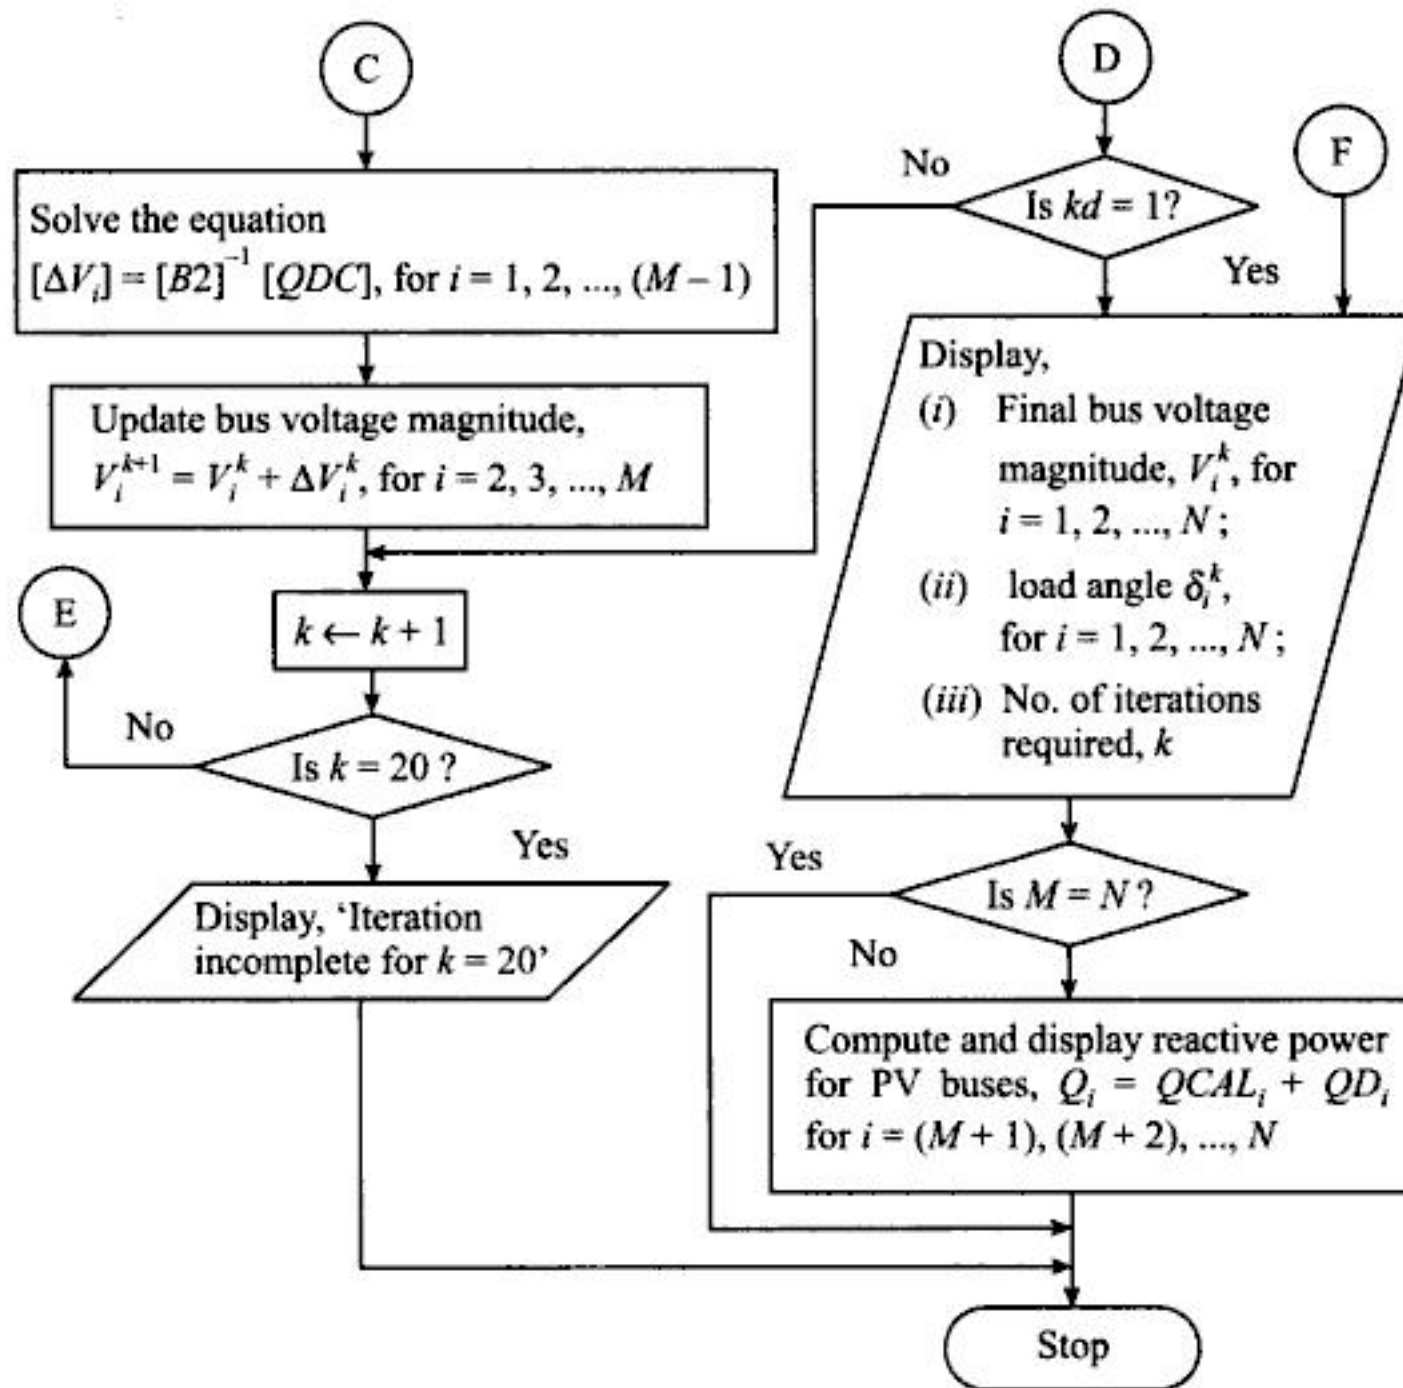 C
Solve the equation
[ΔV_i] = [B2]^{-1} [QDC], for i = 1, 2, ..., (M – 1)
Update bus voltage magnitude,
V_i^{k+1} = V_i^k + ΔV_i^k, for i = 2, 3, ..., M
E
k ← k + 1
No
Is k = 20 ?
Yes
Display, ‘Iteration
incomplete for k = 20’
D
F
No
Is kd = 1?
Yes
Display,
(i) Final bus voltage
magnitude, V_i^k, for
i = 1, 2, ..., N ;
(ii) load angle δ_i^k,
for i = 1, 2, ..., N ;
(iii) No. of iterations
required, k
Yes
Is M = N ?
No
Compute and display reactive power
for PV buses, Q_i = QCAL_i + QD_i
for i = (M + 1), (M + 2), ..., N
Stop